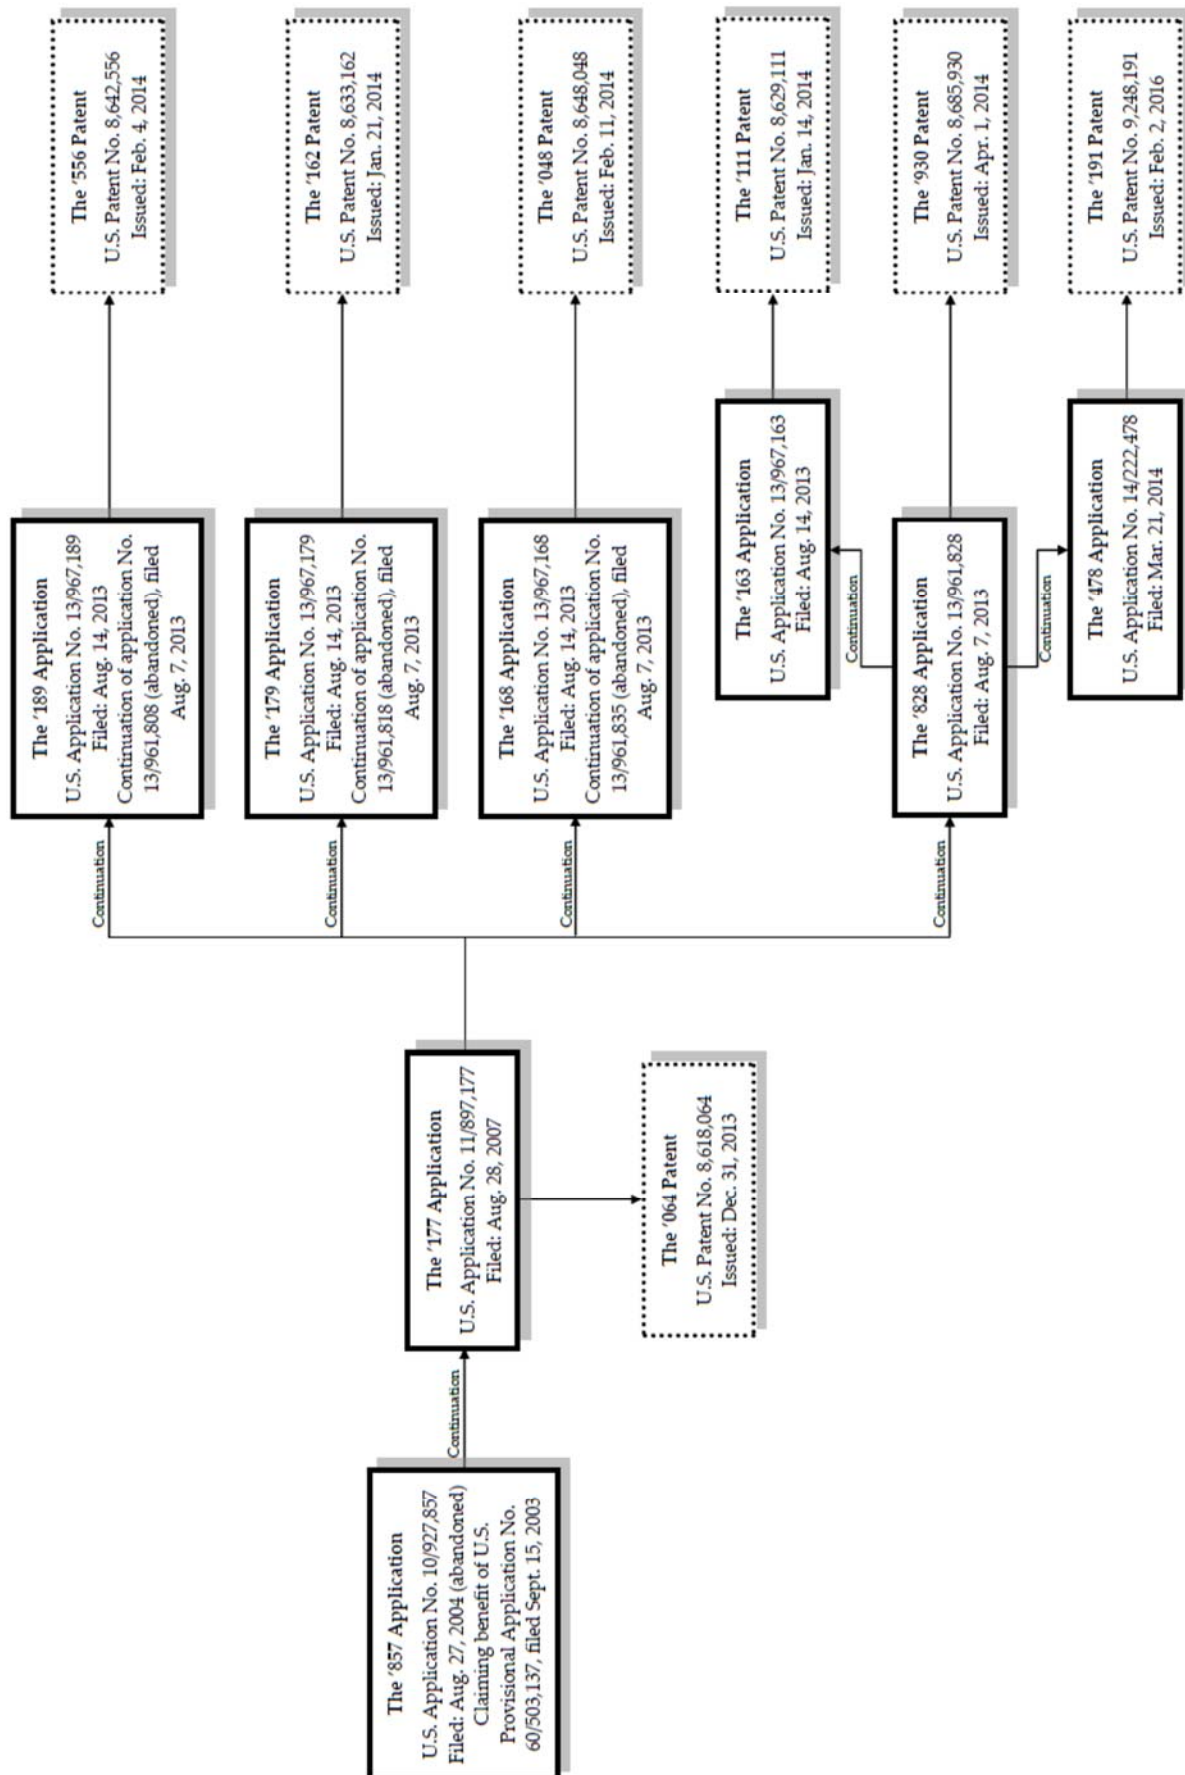 The ’857 Application
U.S. Application No. 10/927,857
Filed: Aug. 27, 2004 (abandoned)
Claiming benefit of U.S.
Provisional Application No.
60/503,137, filed Sept. 15, 2003
Continuation
The ’177 Application
U.S. Application No. 11/897,177
Filed: Aug. 28, 2007
The ’064 Patent
U.S. Patent No. 8,618,064
Issued: Dec. 31, 2013
Continuation
The ’189 Application
U.S. Application No. 13/967,189
Filed: Aug. 14, 2013
Continuation of application No.
13/961,808 (abandoned), filed
Aug. 7, 2013
The ’556 Patent
U.S. Patent No. 8,642,556
Issued: Feb. 4, 2014
Continuation
The ’179 Application
U.S. Application No. 13/967,179
Filed: Aug. 14, 2013
Continuation of application No.
13/961,818 (abandoned), filed
Aug. 7, 2013
The ’162 Patent
U.S. Patent No. 8,633,162
Issued: Jan. 21, 2014
Continuation
The ’168 Application
U.S. Application No. 13/967,168
Filed: Aug. 14, 2013
Continuation of application No.
13/961,835 (abandoned), filed
Aug. 7, 2013
The ’048 Patent
U.S. Patent No. 8,648,048
Issued: Feb. 11, 2014
The ’163 Application
U.S. Application No. 13/967,163
Filed: Aug. 14, 2013
The ’111 Patent
U.S. Patent No. 8,629,111
Issued: Jan. 14, 2014
Continuation
Continuation
The ’828 Application
U.S. Application No. 13/961,828
Filed: Aug. 7, 2013
The ’930 Patent
U.S. Patent No. 8,685,930
Issued: Apr. 1, 2014
Continuation
The ’478 Application
U.S. Application No. 14/222,478
Filed: Mar. 21, 2014
The ’191 Patent
U.S. Patent No. 9,248,191
Issued: Feb. 2, 2016